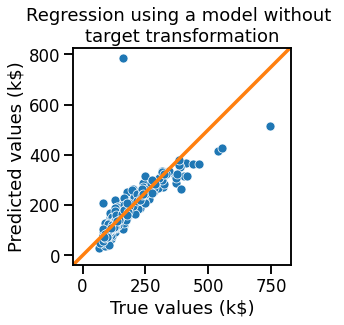 Regression using a model without
target transformation
Predicted values (k$)
800
600
400
200
0
0
250
500
750
True values (k$)